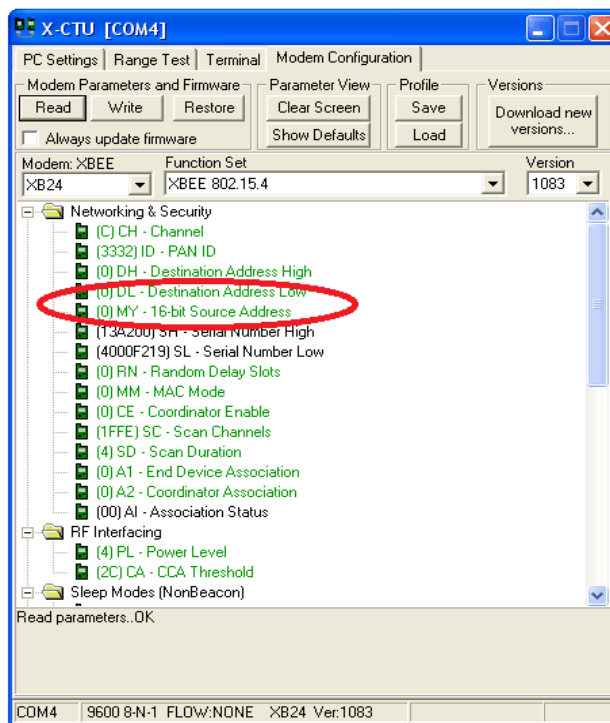 X-CTU [COM4]
PC Settings Range Test Terminal Modem Configuration
Modem Parameters and Firmware Parameter View Profile Versions
Read Write Restore Clear Screen Save Download new versions...
Always update firmware Show Defaults Load
Modem: XBEE Function Set Version
XB24 XBEE 802.15.4 1083
Networking & Security
(C) CH - Channel
(3332) ID - PAN ID
(0) DH - Destination Address High
(0) DL - Destination Address Low
(0) MY - 16-bit Source Address
(13A200) SH - Serial Number High
(4000F219) SL - Serial Number Low
(0) RN - Random Delay Slots
(0) MM - MAC Mode
(0) CE - Coordinator Enable
(1FFE) SC - Scan Channels
(4) SD - Scan Duration
(0) A1 - End Device Association
(0) A2 - Coordinator Association
(00) AI - Association Status
RF Interfacing
(4) PL - Power Level
(2C) CA - CCA Threshold
Sleep Modes (NonBeacon)
Read parameters..OK
COM4 9600 8-N-1 FLOW:NONE XB24 Ver:1083